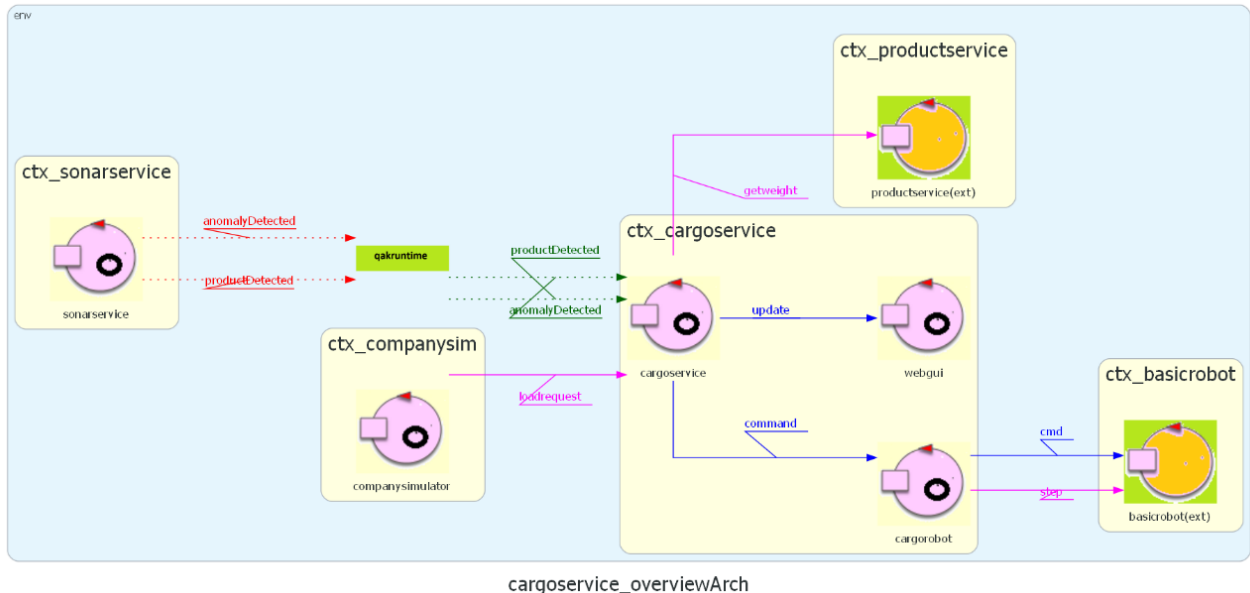 env
ctx_productservice
productservice(ext)
getweight
ctx_sonarservice
sonarservice
anomalyDetected
productDetected
qakruntime
productDetected
anomalyDetected
ctx_cargoservice
cargoservice
update
webgui
ctx_companysim
companysimulator
loadrequest
command
cargorobot
cmd
step
ctx_basicrobot
basicrobot(ext)
cargoservice_overviewArch